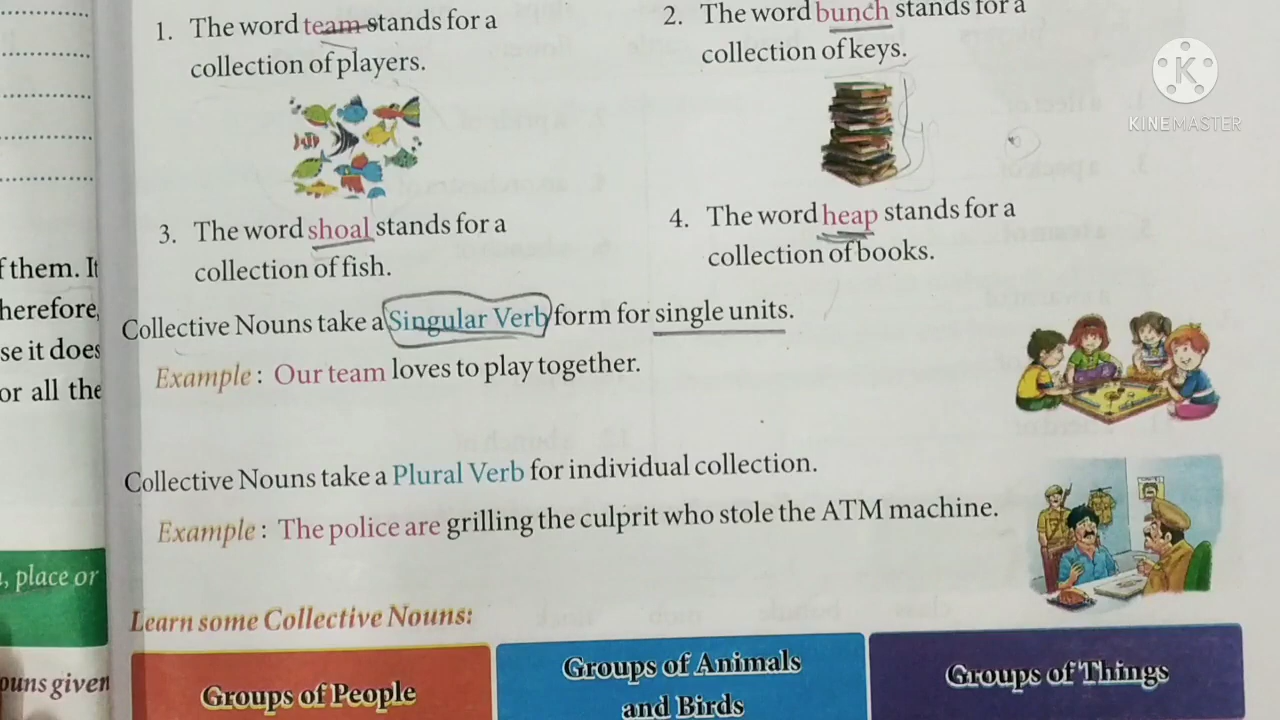 1. The word team stands for a
collection of players.
2. The word bunch stands for a
collection of keys.
K
KINEMASTER
3. The word shoal stands for a
collection of fish.
4. The word heap stands for a
collection of books.
f them. It
herefore,
se it does
or all the
Collective Nouns take a Singular Verb form for single units.
Example : Our team loves to play together.
Collective Nouns take a Plural Verb for individual collection.
Example : The police are grilling the culprit who stole the ATM machine.
, place or
Learn some Collective Nouns:
ouns given
Groups of People
Groups of Animals
and Birds
Groups of Things